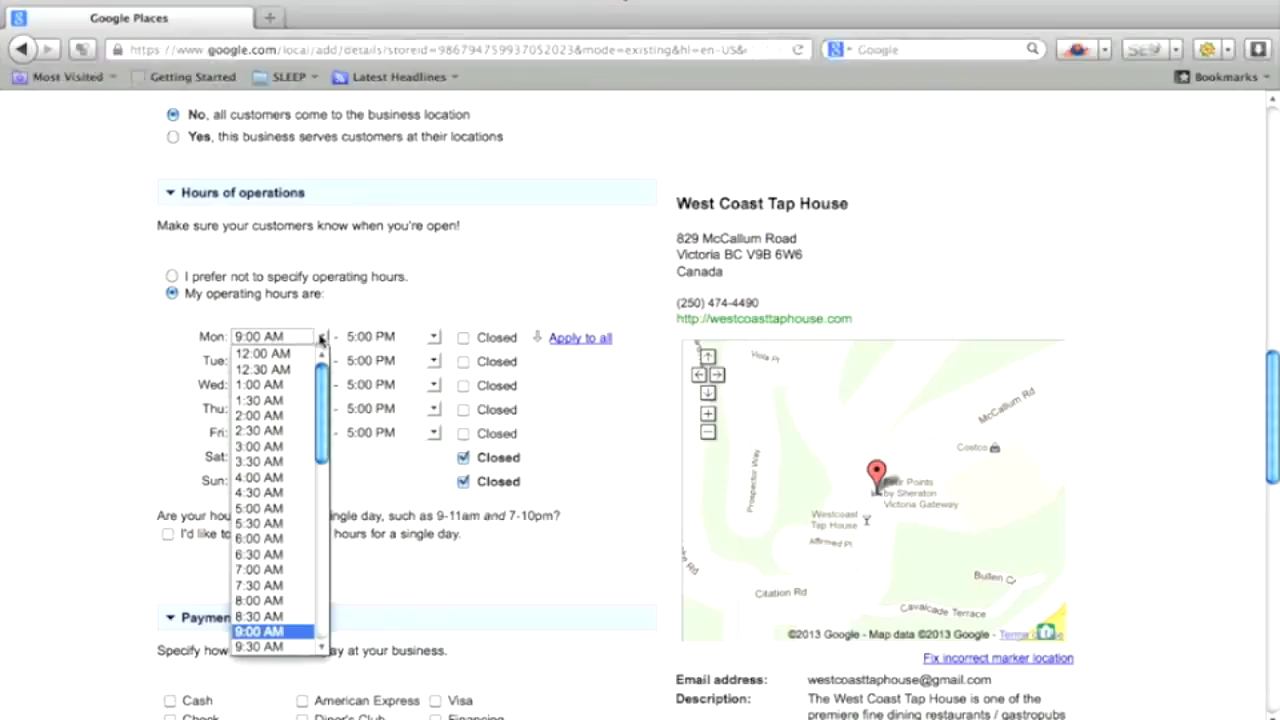 Google Places
https://www.google.com/local/add/details?storeid=986794759937052023&mode=existing&hl=en-US&
Google
SEO
Most Visited
Getting Started
SLEEP
Latest Headlines
Bookmarks
No, all customers come to the business location
Yes, this business serves customers at their locations
Hours of operations
Make sure your customers know when you're open!
I prefer not to specify operating hours.
My operating hours are:
Mon: 9:00 AM - 5:00 PM Closed Apply to all
Tue: - 5:00 PM Closed
Wed: - 5:00 PM Closed
Thu: - 5:00 PM Closed
Fri: - 5:00 PM Closed
Sat: Closed
Sun: Closed
12:00 AM
12:30 AM
1:00 AM
1:30 AM
2:00 AM
2:30 AM
3:00 AM
3:30 AM
4:00 AM
4:30 AM
5:00 AM
5:30 AM
6:00 AM
6:30 AM
7:00 AM
7:30 AM
8:00 AM
8:30 AM
9:00 AM
9:30 AM
Are your hou ingle day, such as 9-11am and 7-10pm?
I'd like to hours for a single day.
Paymen
Specify how ay at your business.
Cash American Express Visa
Check Diner's Club Financing
West Coast Tap House
829 McCallum Road
Victoria BC V9B 6W6
Canada
(250) 474-4490
http://westcoasttaphouse.com
Viola Pl
McCallum Rd
Costco
Prospector Way
Four Points
by Sheraton
Victoria Gateway
Westcoast
Tap House
Affirmed Pl
Citation Rd
Bullen Cr
Cavalcade Terrace
©2013 Google - Map data ©2013 Google - Terms
Fix incorrect marker location
Email address: westcoasttaphouse@gmail.com
Description: The West Coast Tap House is one of the
premiere fine dining restaurants / gastropubs